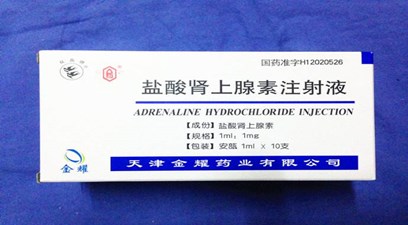 国药准字H12020526
盐酸肾上腺素注射液
ADRENALINE HYDROCHLORIDE INJECTION
【成份】盐酸肾上腺素
【规格】1ml:1mg
【包装】安瓿 1ml × 10支
金耀
天津金耀药业有限公司